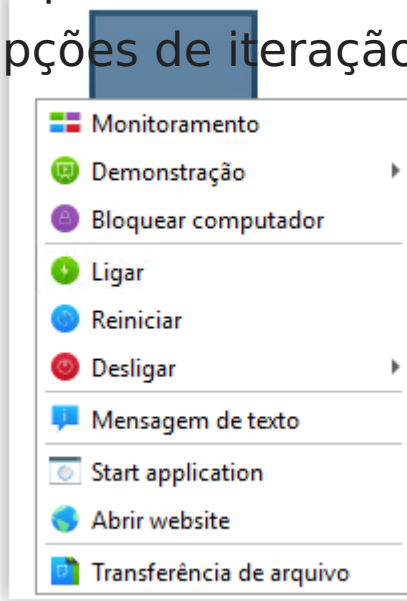 pções de iteração
Monitoramento
Demonstração
Bloquear computador
Ligar
Reiniciar
Desligar
Mensagem de texto
Start application
Abrir website
Transferência de arquivo